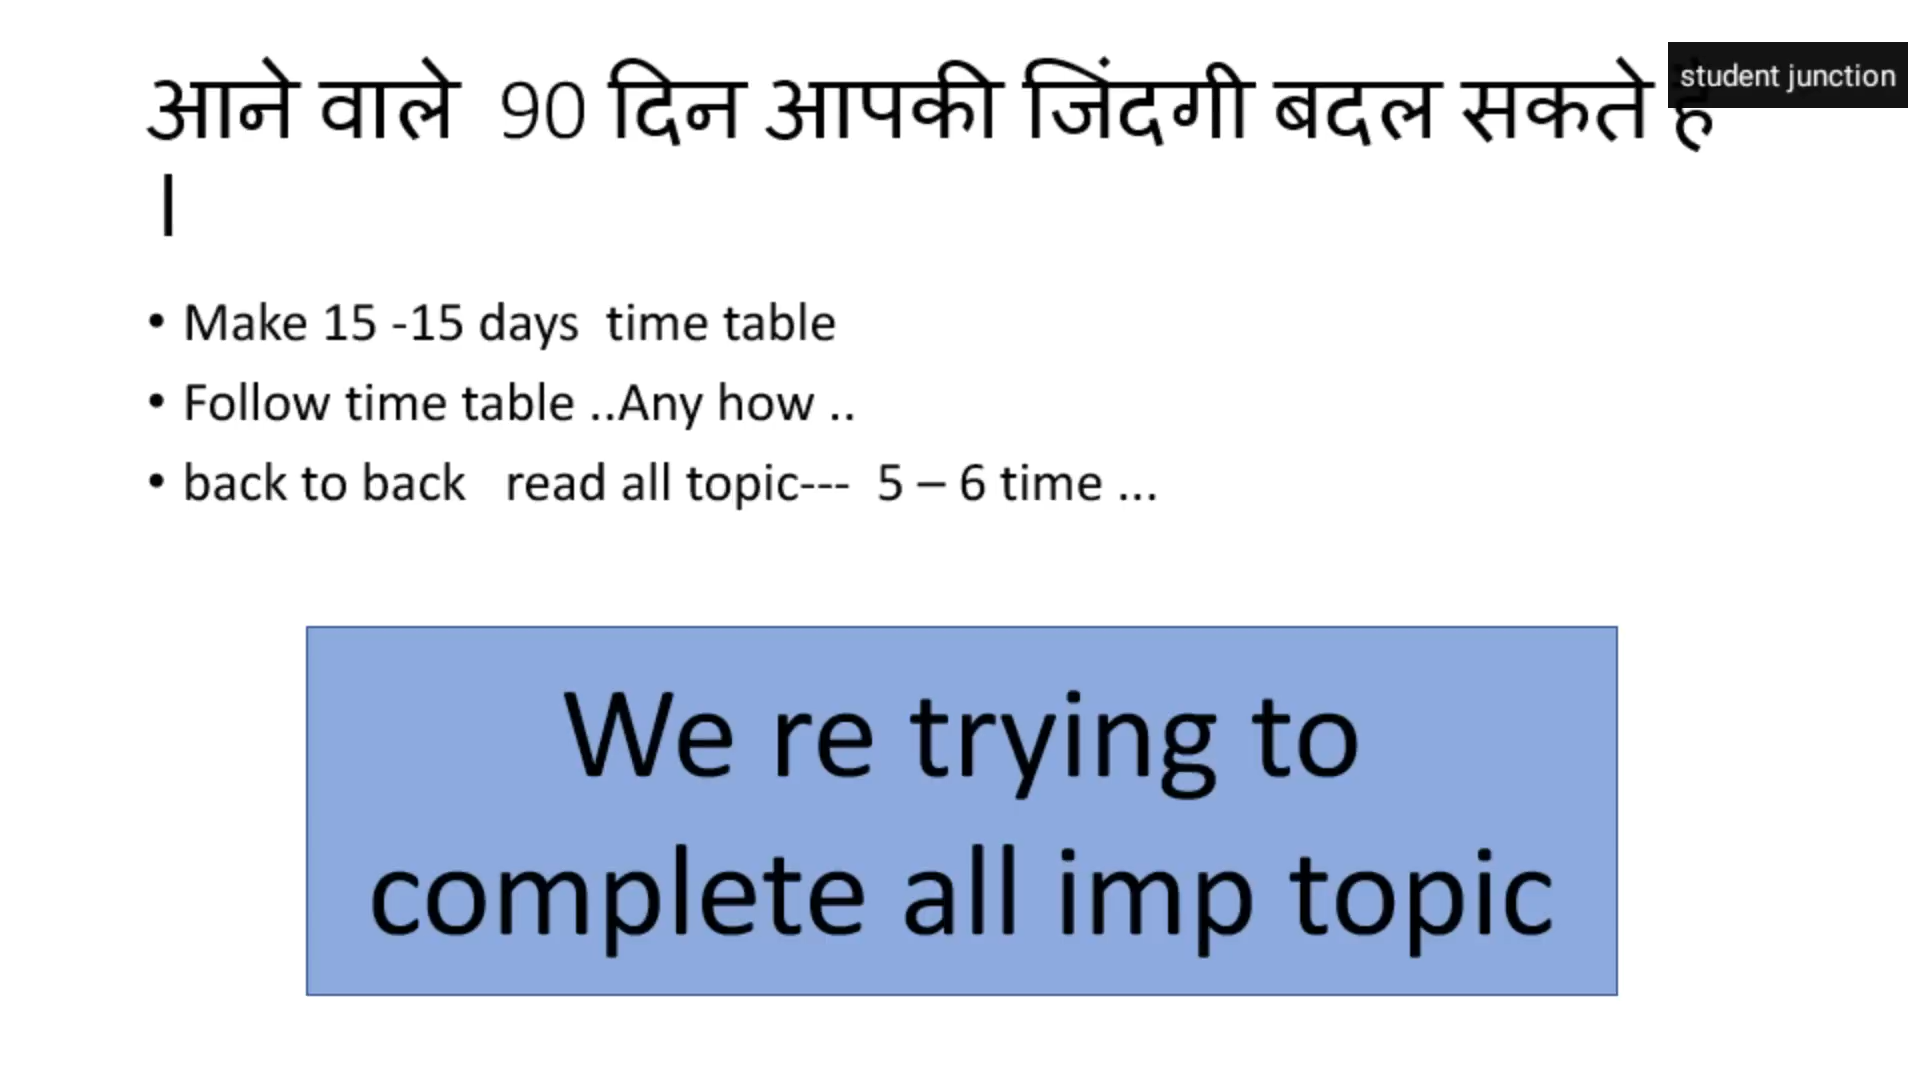 आने वाले 90 दिन आपकी जिंदगी बदल सकते
।
student junction
• Make 15 -15 days time table
• Follow time table ..Any how ..
• back to back read all topic--- 5 – 6 time ...
We re trying to
complete all imp topic